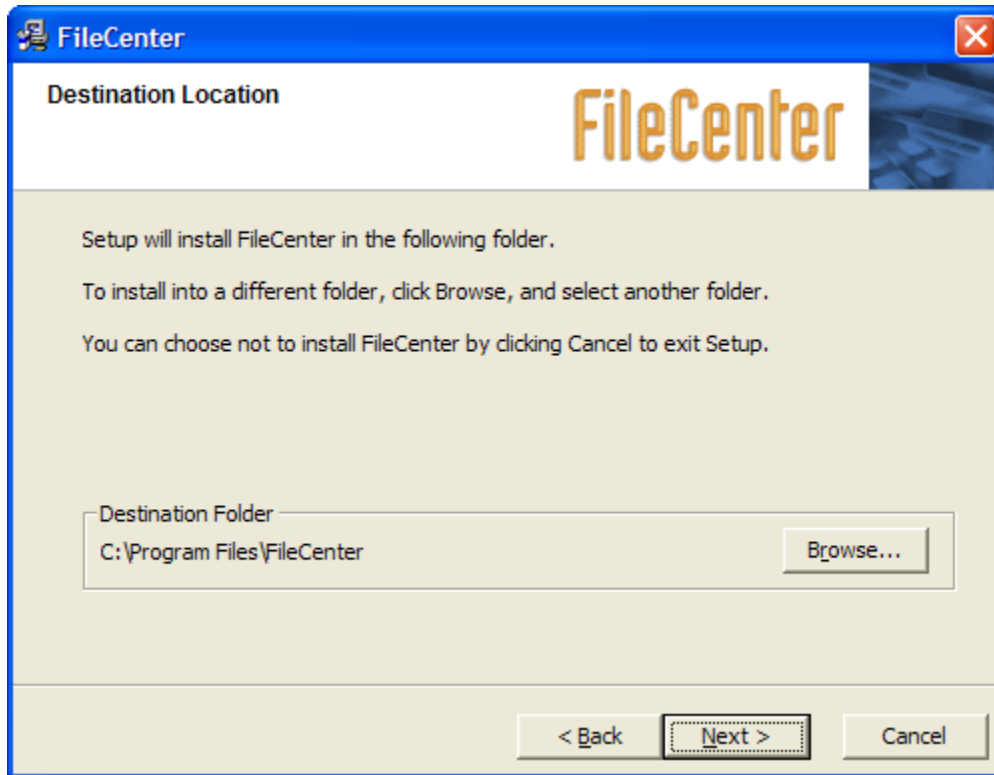 FileCenter
Destination Location
FileCenter
Setup will install FileCenter in the following folder.
To install into a different folder, click Browse, and select another folder.
You can choose not to install FileCenter by clicking Cancel to exit Setup.
Destination Folder
C:\Program Files\FileCenter
Browse...
< Back
Next >
Cancel